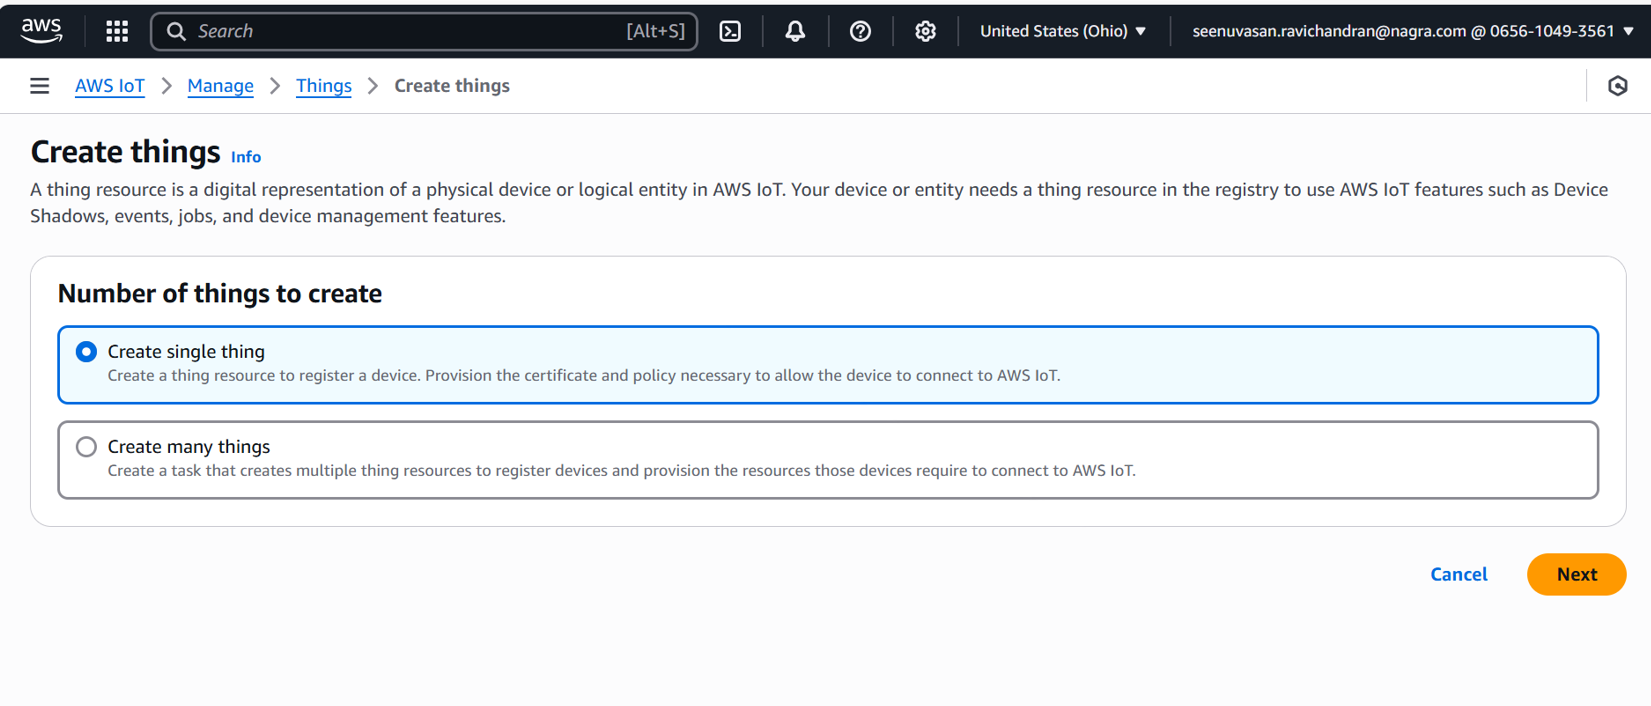 aws
Search [Alt+S]
United States (Ohio)
seenuvasan.ravichandran@nagra.com @ 0656-1049-3561
AWS IoT
Manage
Things
Create things
Create things Info
A thing resource is a digital representation of a physical device or logical entity in AWS IoT. Your device or entity needs a thing resource in the registry to use AWS IoT features such as Device
Shadows, events, jobs, and device management features.
Number of things to create
Create single thing
Create a thing resource to register a device. Provision the certificate and policy necessary to allow the device to connect to AWS IoT.
Create many things
Create a task that creates multiple thing resources to register devices and provision the resources those devices require to connect to AWS IoT.
Cancel
Next